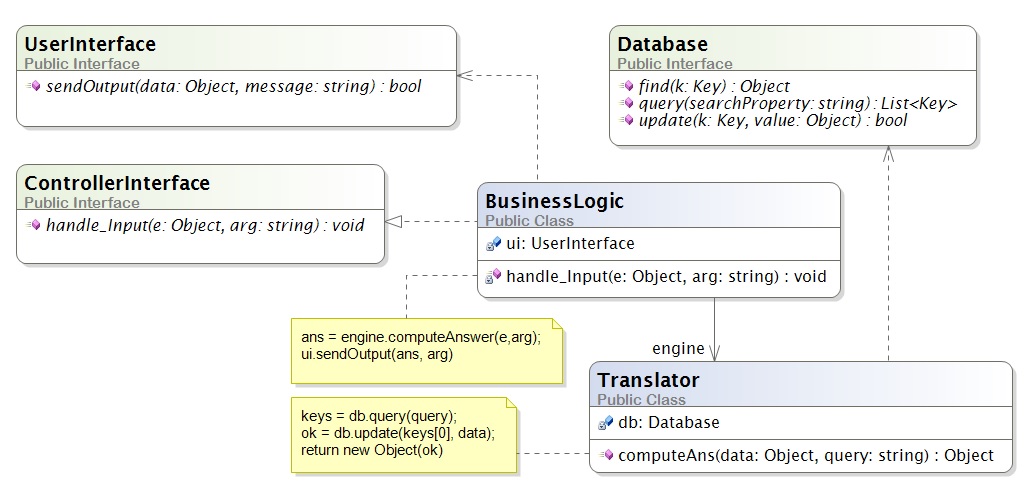 UserInterface
Public Interface
sendOutput(data: Object, message: string) : bool
Database
Public Interface
find(k: Key) : Object
query(searchProperty: string) : List<Key>
update(k: Key, value: Object) : bool
ControllerInterface
Public Interface
handle_Input(e: Object, arg: string) : void
BusinessLogic
Public Class
ui: UserInterface
handle_Input(e: Object, arg: string) : void
ans = engine.computeAnswer(e,arg);
ui.sendOutput(ans, arg)
engine
Translator
Public Class
db: Database
computeAns(data: Object, query: string) : Object
keys = db.query(query);
ok = db.update(keys[0], data);
return new Object(ok)